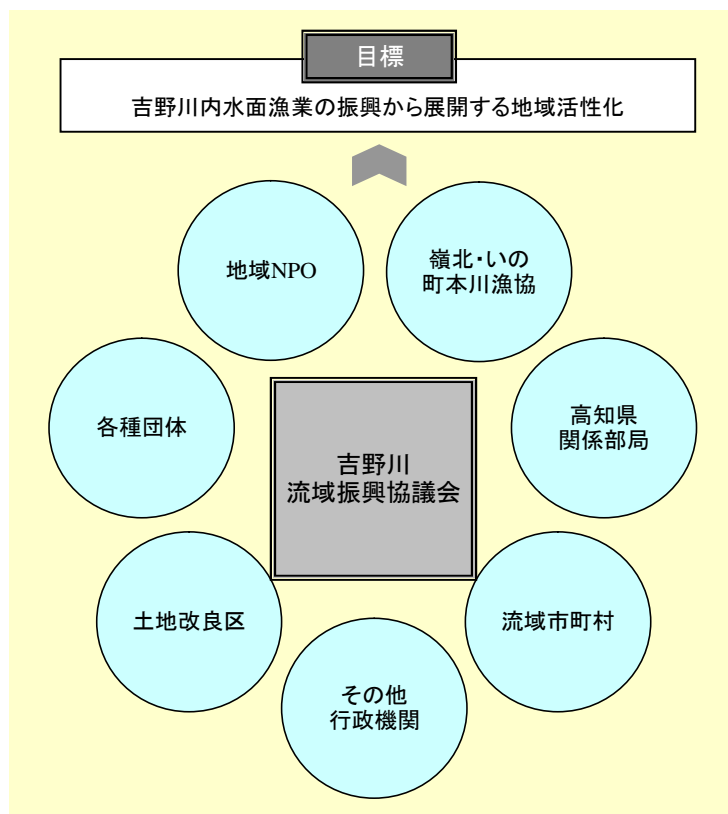 目標
吉野川内水面漁業の振興から展開する地域活性化
地域NPO
嶺北・いの
町本川漁協
各種団体
高知県
関係部局
吉野川
流域振興協議会
土地改良区
流域市町村
その他
行政機関